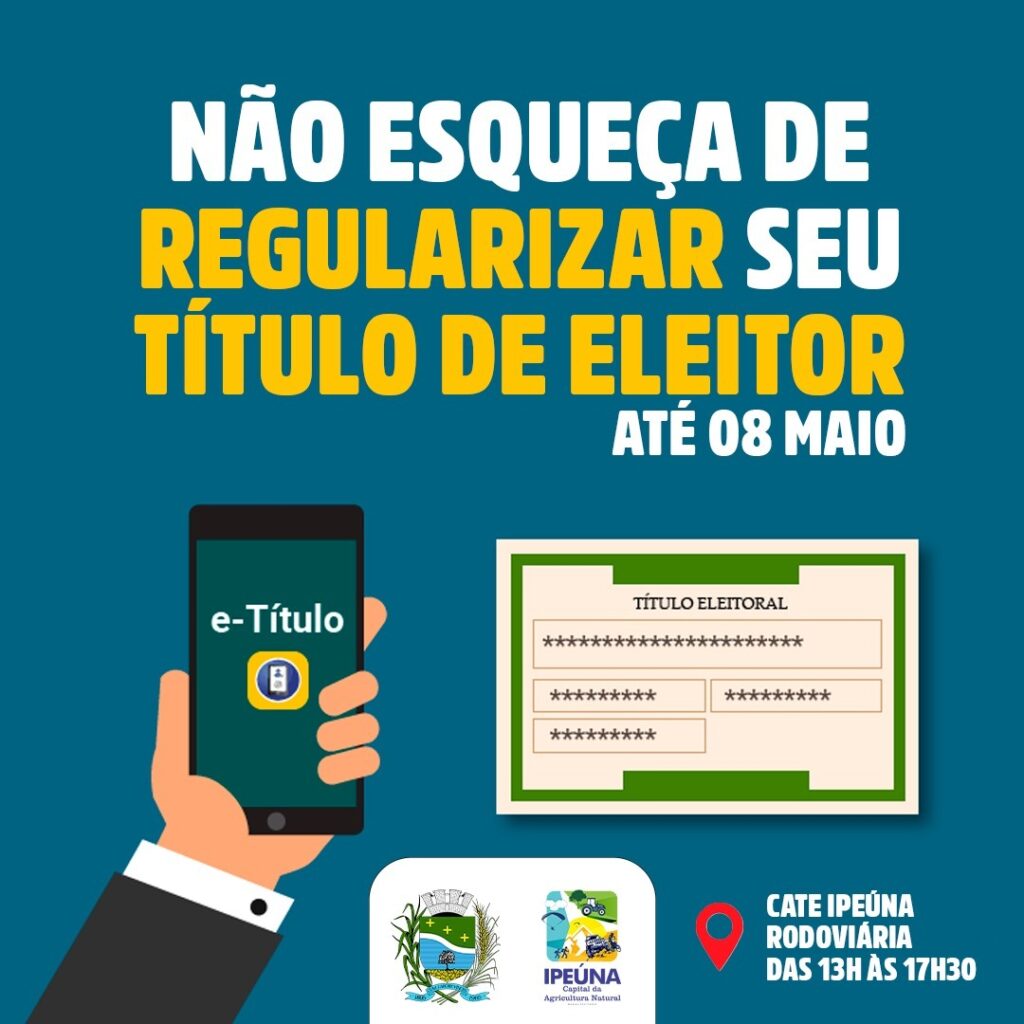 NÃO ESQUEÇA DE
REGULARIZAR SEU
TÍTULO DE ELEITOR
ATÉ 08 MAIO
e-Título
TÍTULO ELEITORAL
**********************
********* *********
*********
IPEÚNA
Capital da
Agricultura Natural
CATE IPEÚNA
RODOVIÁRIA
DAS 13H ÀS 17H30